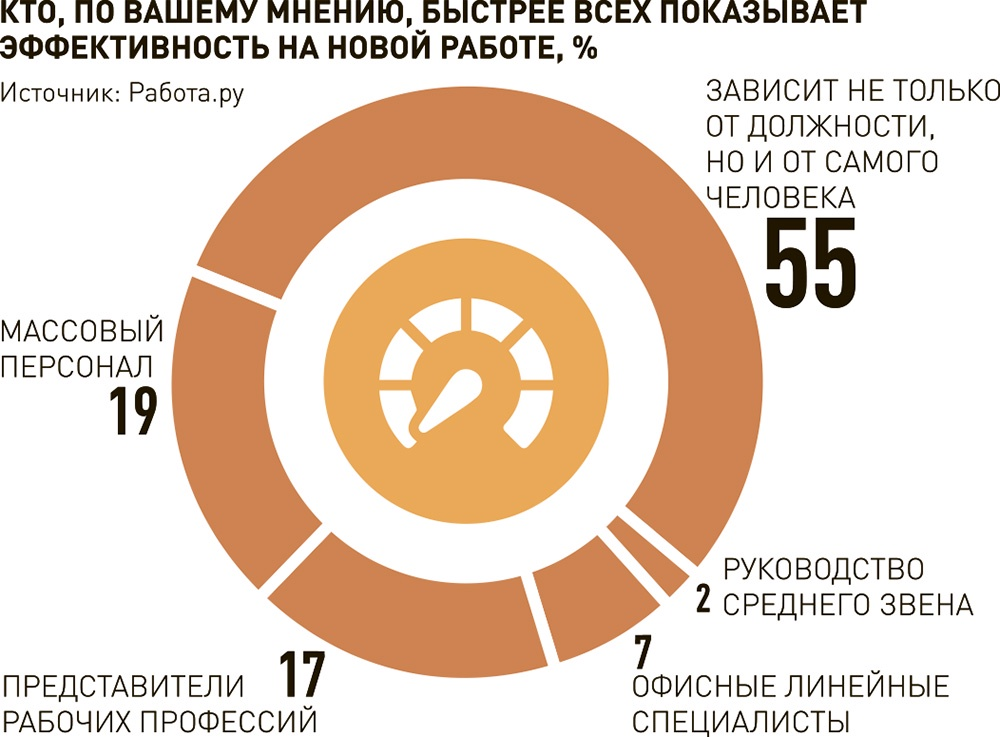 КТО, ПО ВАШЕМУ МНЕНИЮ, БЫСТРЕЕ ВСЕХ ПОКАЗЫВАЕТ
ЭФФЕКТИВНОСТЬ НА НОВОЙ РАБОТЕ, %
Источник: Работа.ру
ЗАВИСИТ НЕ ТОЛЬКО
ОТ ДОЛЖНОСТИ,
НО И ОТ САМОГО
ЧЕЛОВЕКА
55
МАССОВЫЙ
ПЕРСОНАЛ
19
2
РУКОВОДСТВО
СРЕДНЕГО ЗВЕНА
7
ОФИСНЫЕ ЛИНЕЙНЫЕ
СПЕЦИАЛИСТЫ
17
ПРЕДСТАВИТЕЛИ
РАБОЧИХ ПРОФЕССИЙ